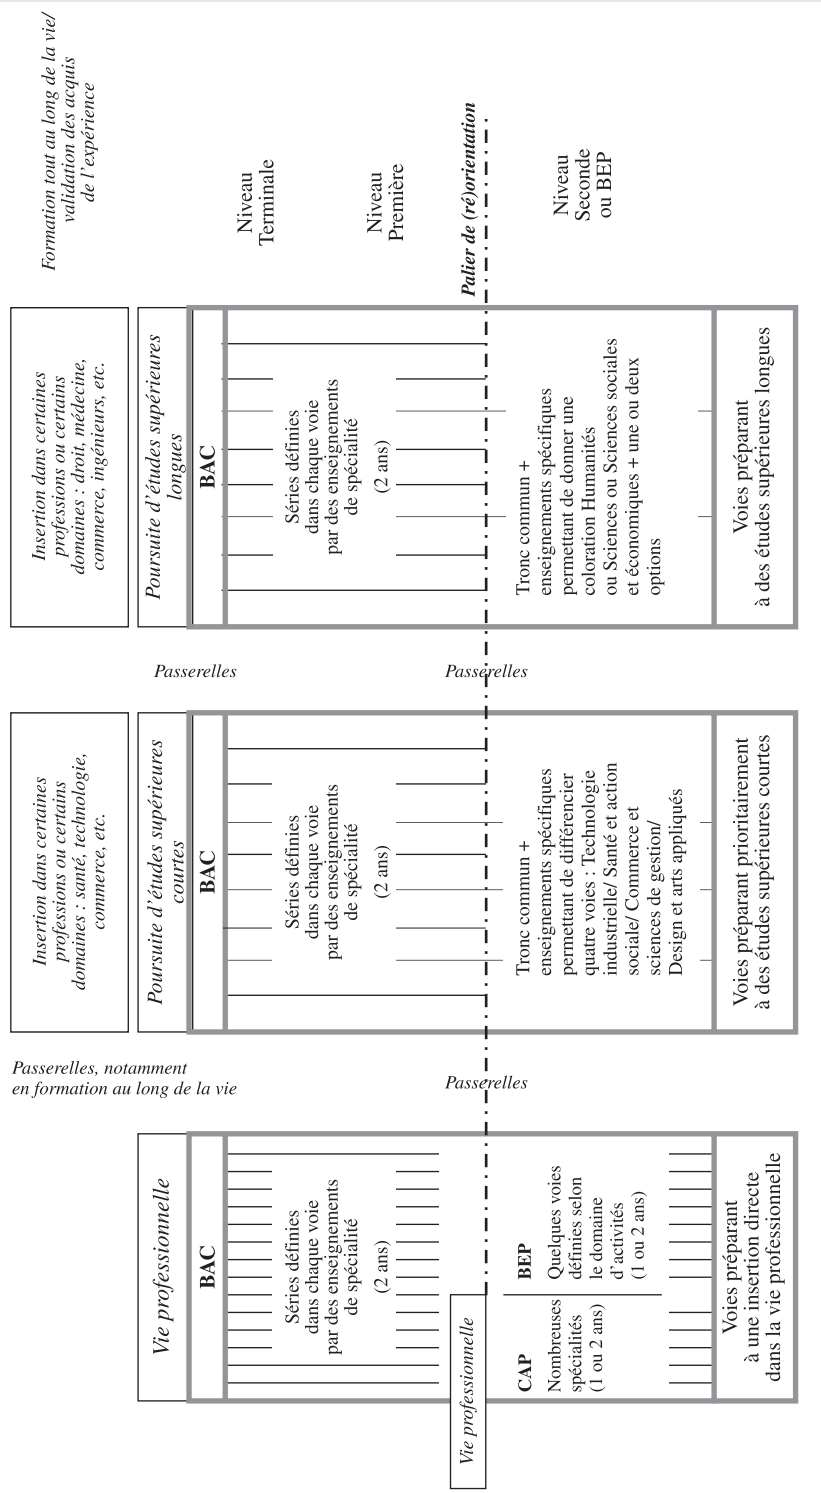 Formation tout au long de la vie/
validation des acquis
de l'expérience
Niveau
Terminale
Niveau
Première
Palier de (ré)orientation
Niveau
Seconde
ou BEP
Insertion dans certaines
professions ou certains
domaines : droit, médecine,
commerce, ingénieurs, etc.
Poursuite d'études supérieures
longues
BAC
Séries définies
dans chaque voie
par des enseignements
de spécialité
(2 ans)
Tronc commun +
enseignements spécifiques
permettant de donner une
coloration Humanités
ou Sciences ou Sciences sociales
et économiques + une ou deux
options
Voies préparant
à des études supérieures longues
Passerelles
Passerelles
Insertion dans certaines
professions ou certains
domaines : santé, technologie,
commerce, etc.
Poursuite d'études supérieures
courtes
BAC
Séries définies
dans chaque voie
par des enseignements
de spécialité
(2 ans)
Tronc commun +
enseignements spécifiques
permettant de différencier
quatre voies : Technologie
industrielle/ Santé et action
sociale/ Commerce et
sciences de gestion/
Design et arts appliqués
Voies préparant prioritairement
à des études supérieures courtes
Passerelles, notamment
en formation au long de la vie
Passerelles
Vie professionnelle
BAC
Séries définies
dans chaque voie
par des enseignements
de spécialité
(2 ans)
Vie professionnelle
BEP
Quelques voies
définies selon
le domaine
d'activités
(1 ou 2 ans)
CAP
Nombreuses
spécialités
(1 ou 2 ans)
Voies préparant
à une insertion directe
dans la vie professionnelle